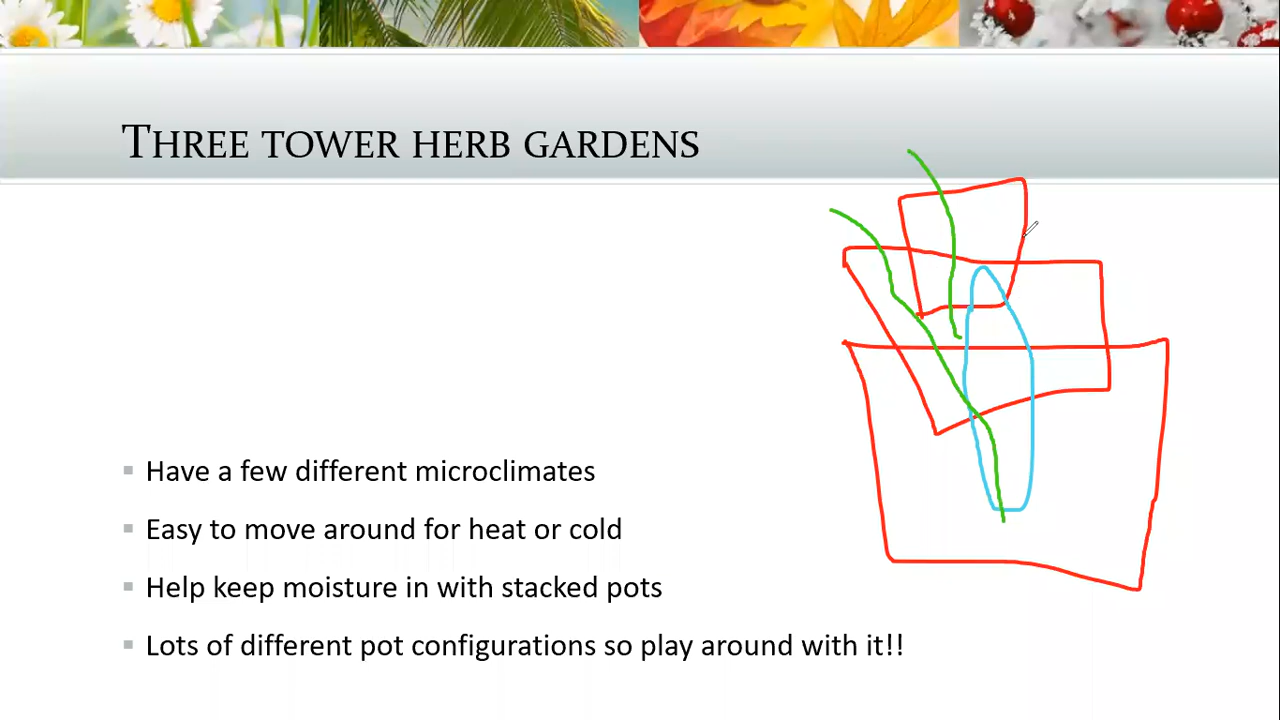 THREE TOWER HERB GARDENS
▪ Have a few different microclimates
▪ Easy to move around for heat or cold
▪ Help keep moisture in with stacked pots
▪ Lots of different pot configurations so play around with it!!